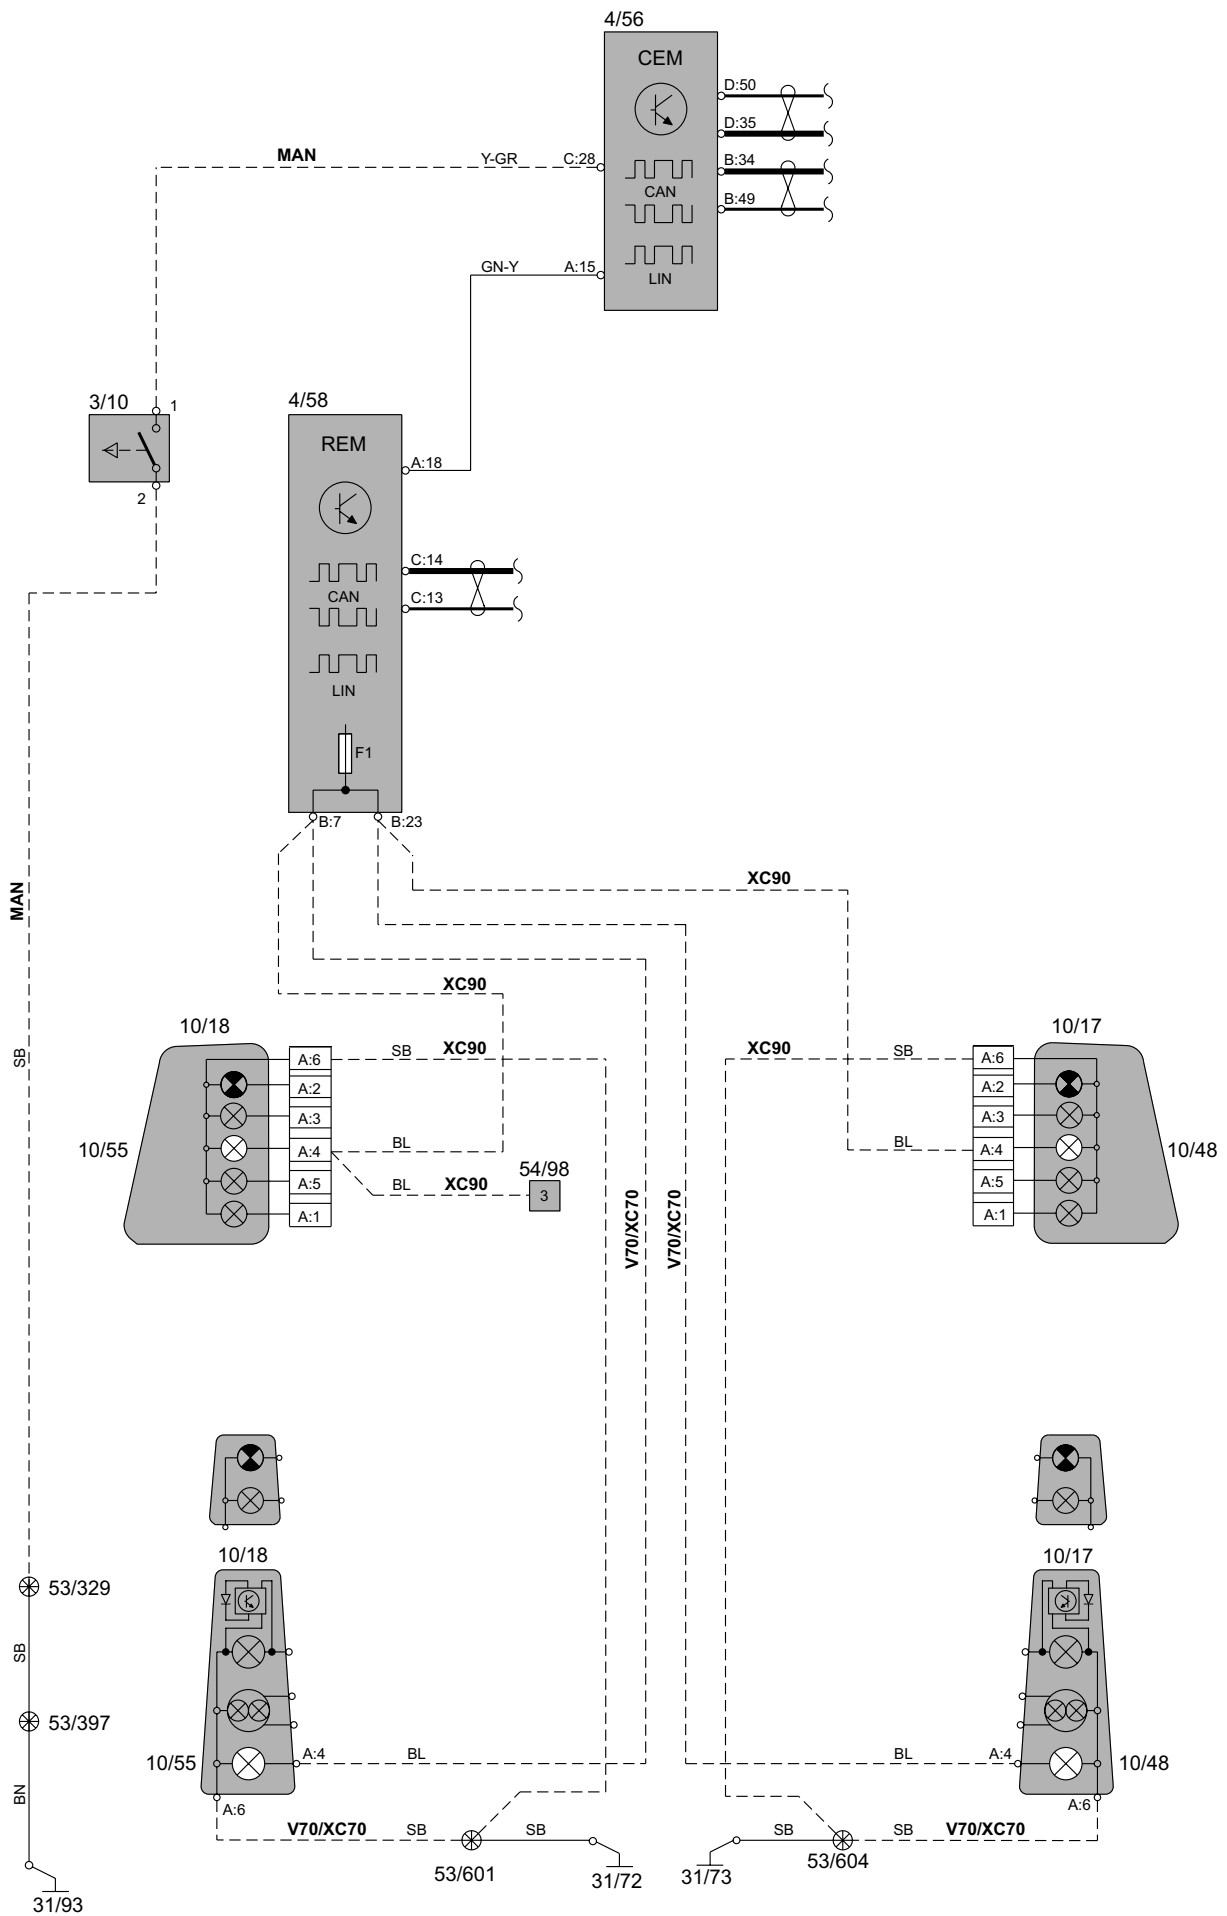 4/56
CEM
D:50
D:35
MAN
Y-GR
C:28
B:34
CAN
B:49
GN-Y
A:15
LIN
3/10
1
2
4/58
REM
A:18
C:14
CAN
C:13
LIN
F1
B:7
B:23
XC90
MAN
XC90
10/18
10/17
SB
A:6
SB
XC90
XC90
SB
A:6
A:2
A:2
A:3
A:3
10/55
A:4
BL
BL
A:4
10/48
54/98
A:5
BL
XC90
3
A:5
A:1
A:1
V70/XC70
V70/XC70
10/18
10/17
53/329
SB
53/397
10/55
A:4
BL
BL
A:4
10/48
BN
A:6
A:6
V70/XC70
SB
SB
SB
SB
V70/XC70
53/601
31/72
31/73
53/604
31/93